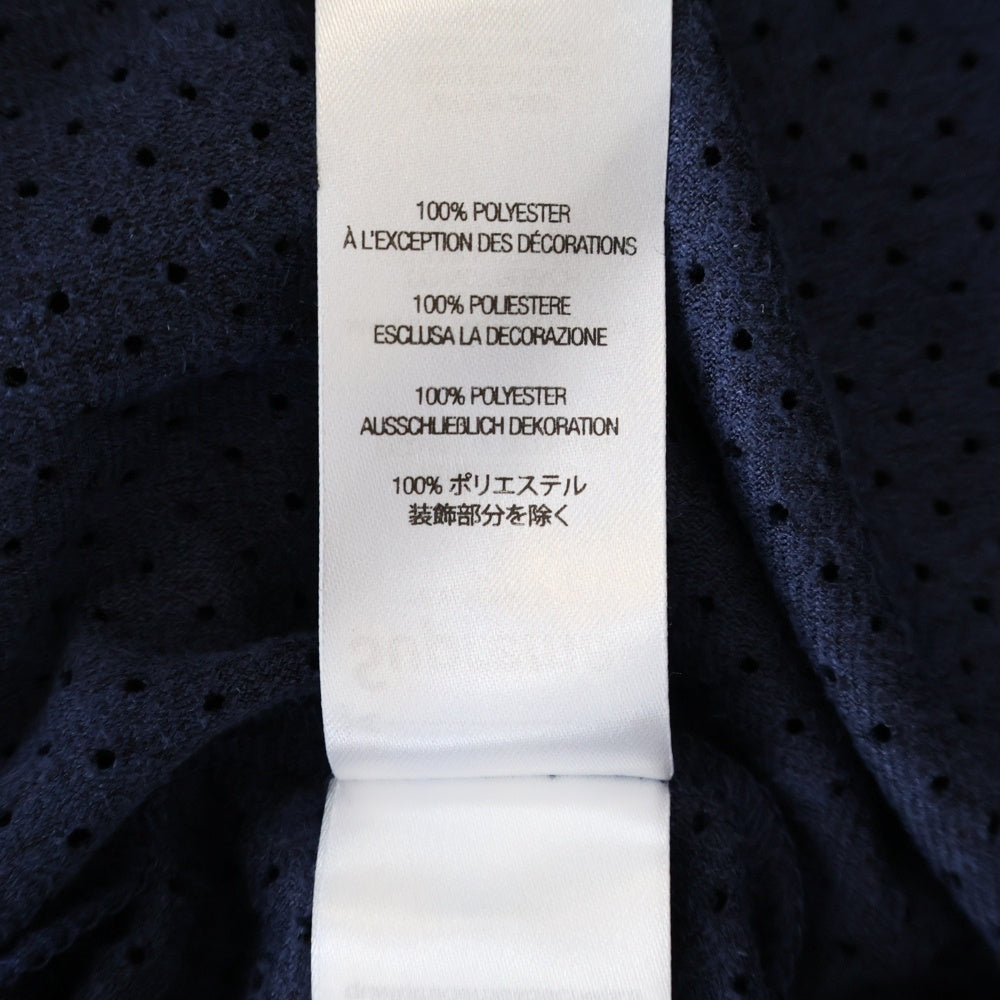 100% POLYESTER
À L'EXCEPTION DES DÉCORATIONS
100% POLIESTERE
ESCLUSA LA DECORAZIONE
100% POLYESTER
AUSSCHLIEßLICH DEKORATION
100% ポリエステル
装飾部分を除く